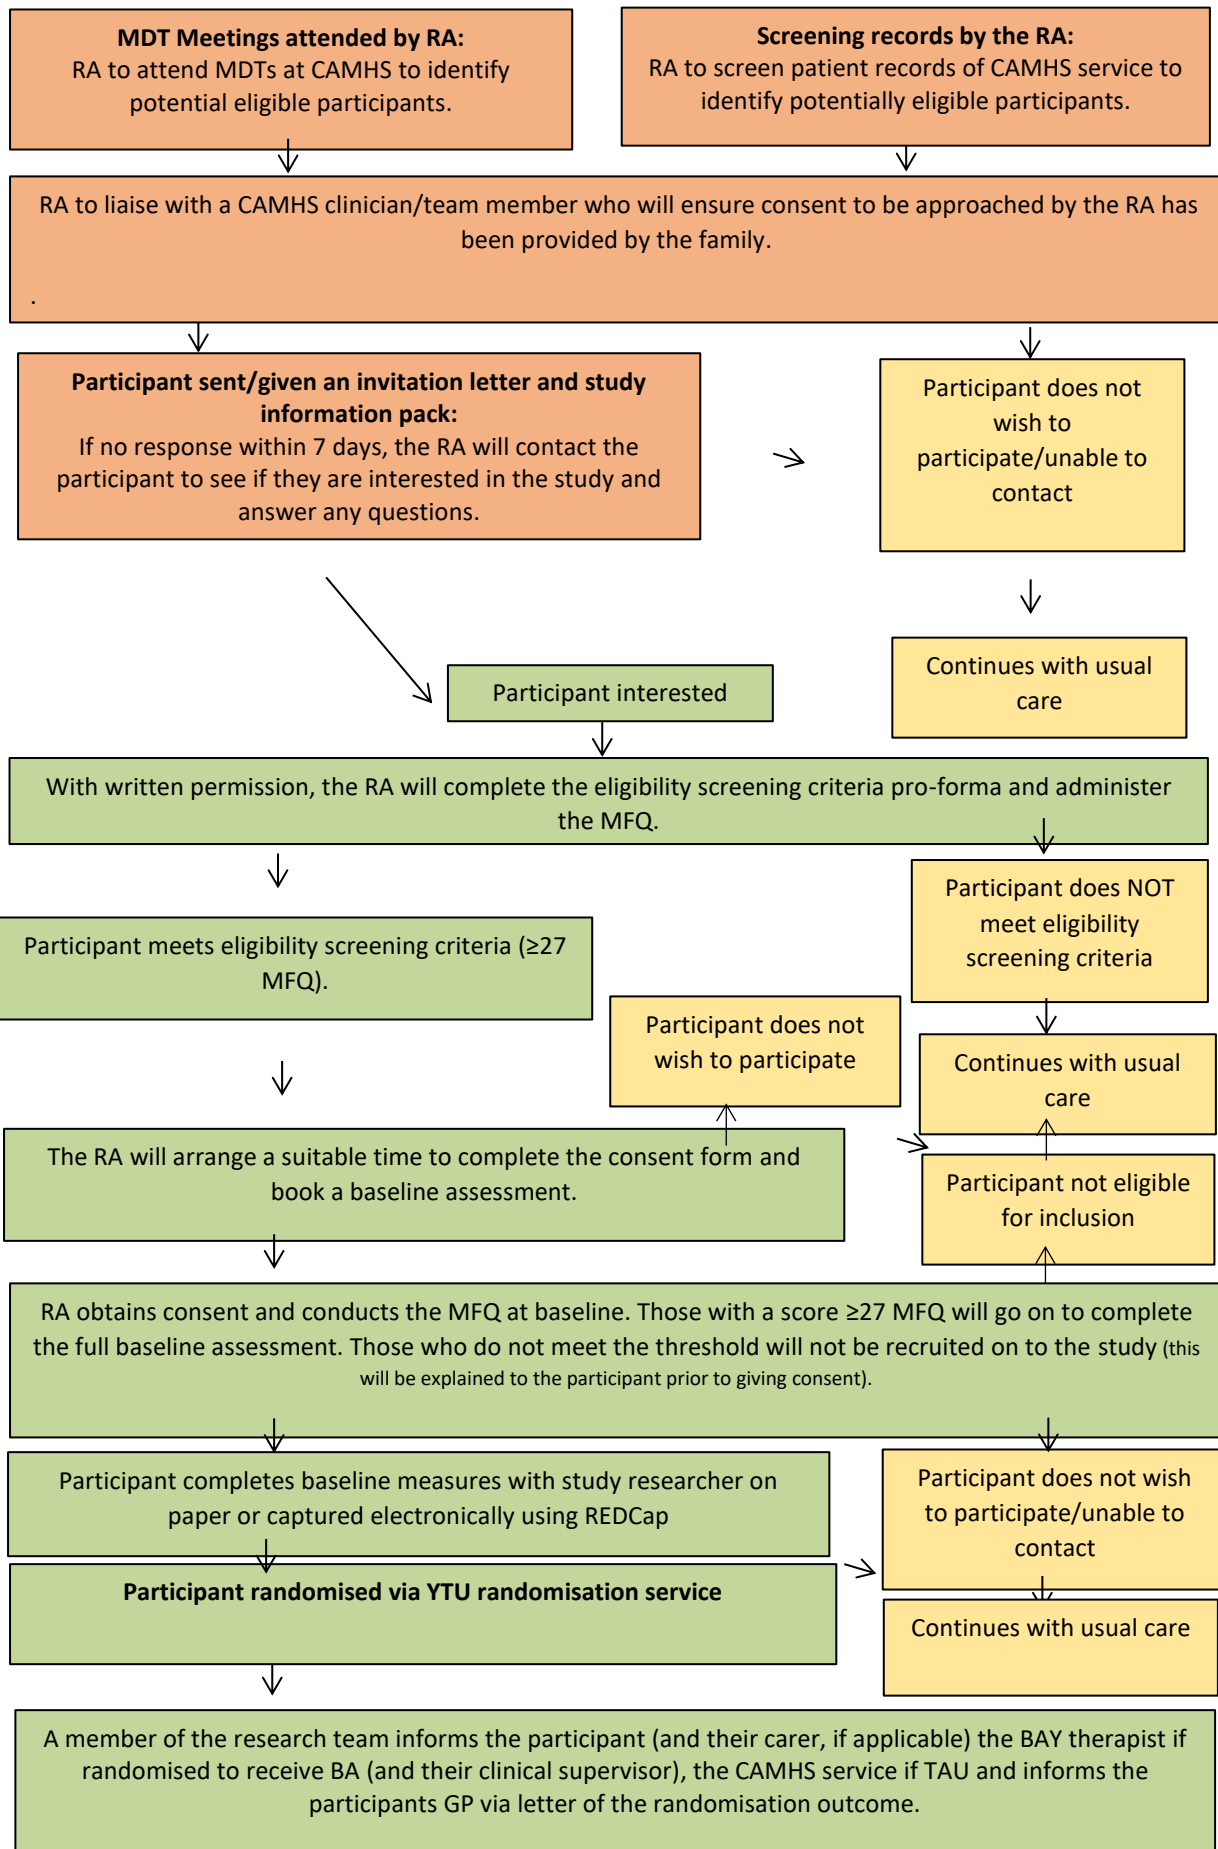 MDT Meetings attended by RA:
RA to attend MDTs at CAMHS to identify
potential eligible participants.
Screening records by the RA:
RA to screen patient records of CAMHS service to
identify potentially eligible participants.
RA to liaise with a CAMHS clinician/team member who will ensure consent to be approached by the RA has
been provided by the family.
.
Participant sent/given an invitation letter and study
information pack:
If no response within 7 days, the RA will contact the
participant to see if they are interested in the study and
answer any questions.
Participant does not
wish to
participate/unable to
contact
Continues with usual
care
Participant interested
With written permission, the RA will complete the eligibility screening criteria pro-forma and administer
the MFQ.
Participant meets eligibility screening criteria (≥27
MFQ).
Participant does NOT
meet eligibility
screening criteria
Participant does not
wish to participate
Continues with usual
care
The RA will arrange a suitable time to complete the consent form and
book a baseline assessment.
Participant not eligible
for inclusion
RA obtains consent and conducts the MFQ at baseline. Those with a score ≥27 MFQ will go on to complete
the full baseline assessment. Those who do not meet the threshold will not be recruited on to the study (this
will be explained to the participant prior to giving consent).
Participant completes baseline measures with study researcher on
paper or captured electronically using REDCap
Participant does not wish
to participate/unable to
contact
Participant randomised via YTU randomisation service
Continues with usual care
A member of the research team informs the participant (and their carer, if applicable) the BAY therapist if
randomised to receive BA (and their clinical supervisor), the CAMHS service if TAU and informs the
participants GP via letter of the randomisation outcome.